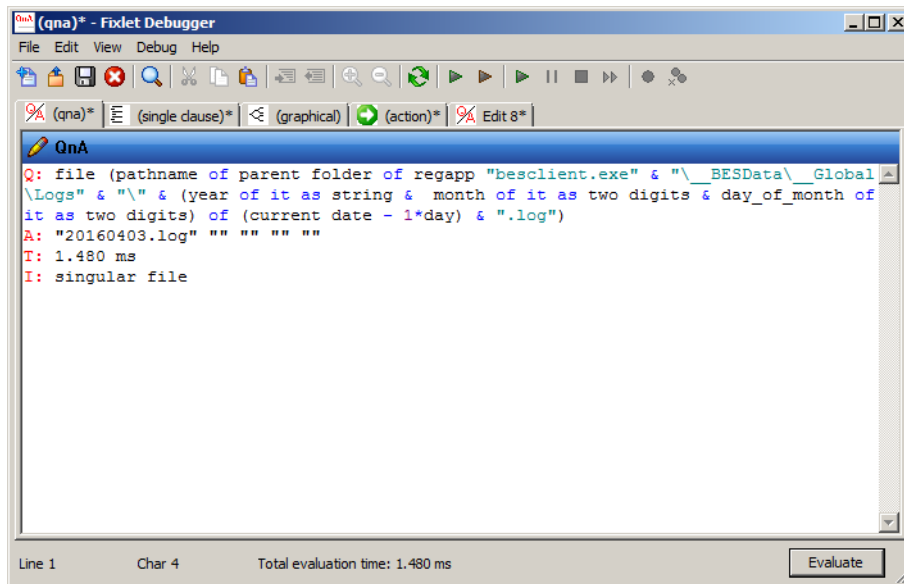 (qna)* - Fixlet Debugger
File Edit View Debug Help
(qna)* (single clause)* (graphical) (action)* Edit 8*
QnA
Q: file (pathname of parent folder of regapp "besclient.exe" & "\__BESData\__Global
\Logs" & "\" & (year of it as string &  month of it as two digits & day_of_month of
it as two digits) of (current date - 1*day) & ".log")
A: "20160403.log" "" "" "" ""
T: 1.480 ms
I: singular file
Line 1 Char 4 Total evaluation time: 1.480 ms Evaluate